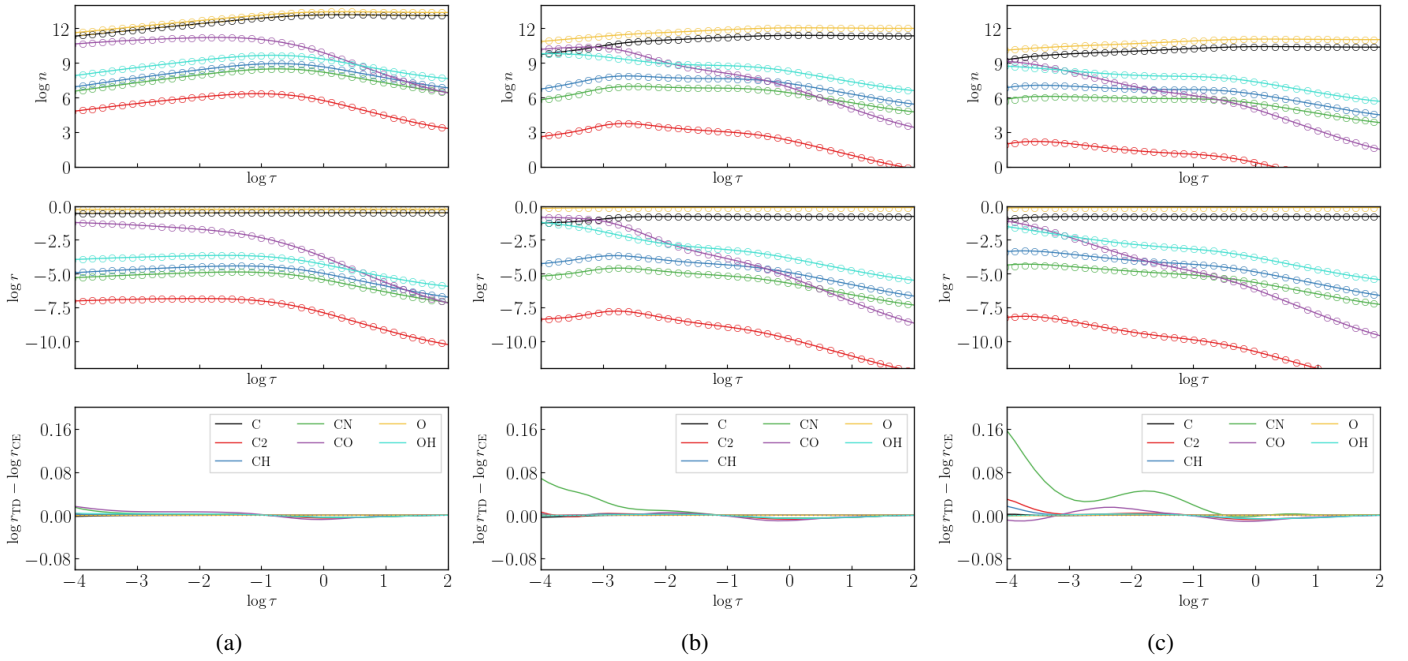 12
9
6
3
0
log n
log τ
12
9
6
3
0
log n
log τ
12
9
6
3
0
log n
log τ
0.0
−2.5
−5.0
−7.5
−10.0
log r
log τ
0.0
−2.5
−5.0
−7.5
−10.0
log r
log τ
0.0
−2.5
−5.0
−7.5
−10.0
log r
log τ
0.16
0.08
0.00
−0.08
log r_TD − log r_CE
C CN O
C2 CO OH
CH
−4 −3 −2 −1 0 1 2
log τ
0.16
0.08
0.00
−0.08
log r_TD − log r_CE
C CN O
C2 CO OH
CH
−4 −3 −2 −1 0 1 2
log τ
0.16
0.08
0.00
−0.08
log r_TD − log r_CE
C CN O
C2 CO OH
CH
−4 −3 −2 −1 0 1 2
log τ
(a) (b) (c)